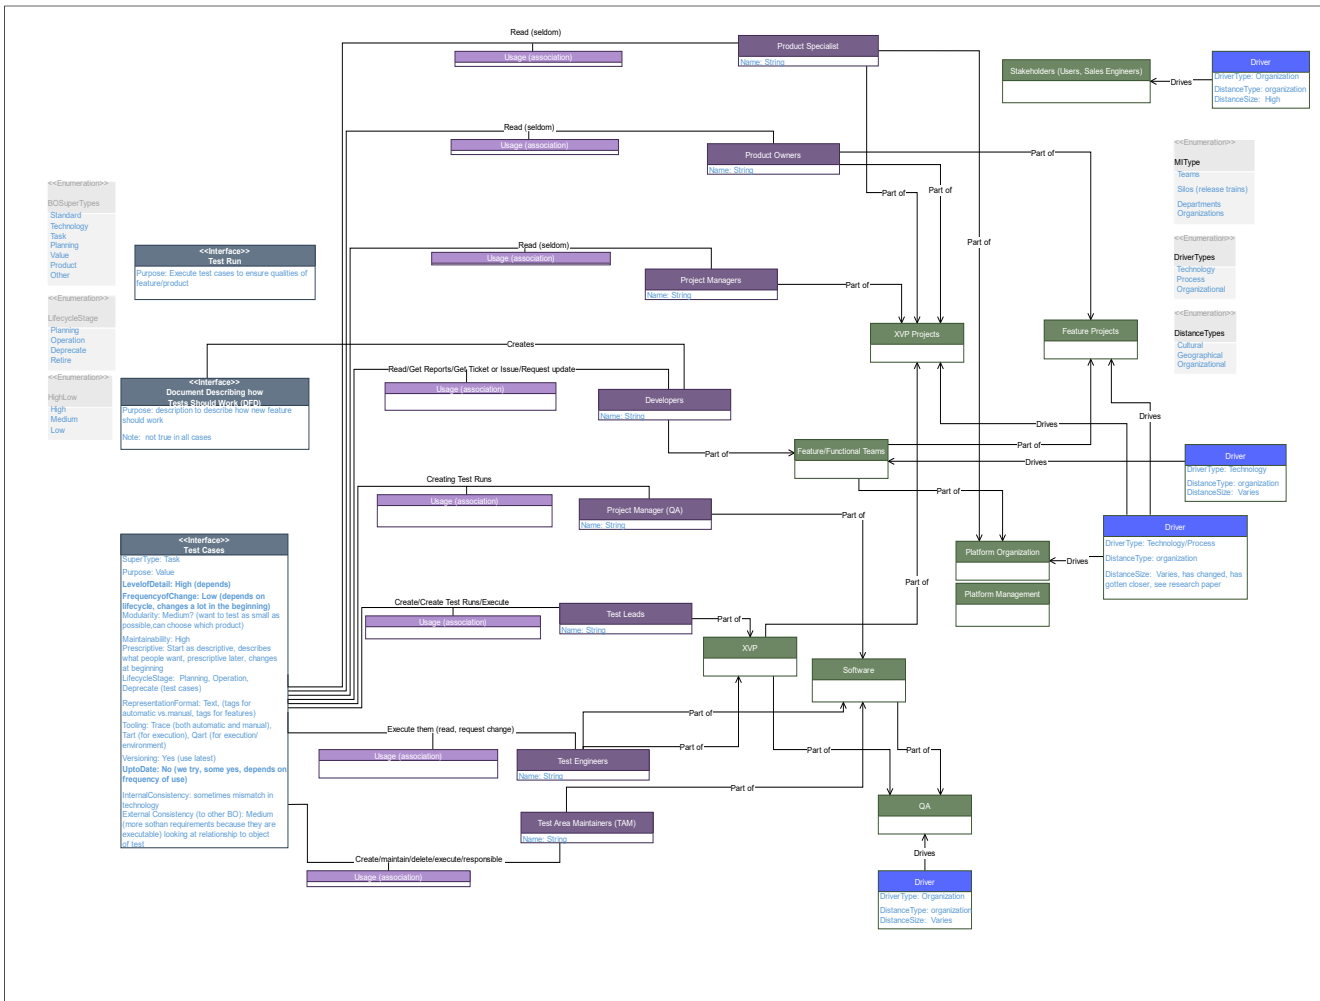 Read (seldom)
Usage (association)
Product Specialist
Name: String
Stakeholders (Users, Sales Engineers)
Drives
Driver
DriverType: Organization
DistanceType: organization
DistanceSize:  High
Read (seldom)
Usage (association)
Product Owners
Name: String
Part of
Part of
Part of
<<Enumeration>>
MIType
Teams
Silos (release trains)
Departments
Organizations
<<Enumeration>>
BOSuperTypes
Standard
Technology
Task
Planning
Value
Product
Other
<<Interface>>
Test Run
Purpose: Execute test cases to ensure qualities of
feature/product
Read (seldom)
Usage (association)
Project Managers
Name: String
Part of
<<Enumeration>>
DriverTypes
Technology
Process
Organizational
<<Enumeration>>
LifecycleStage
Planning
Operation
Deprecate
Retire
XVP Projects
Feature Projects
<<Enumeration>>
DistanceTypes
Cultural
Geographical
Organizational
Creates
<<Enumeration>>
HighLow
High
Medium
Low
<<Interface>>
Document Describing how
Tests Should Work (DFD)
Purpose: description to describe how new feature
should work
Note:  not true in all cases
Read/Get Reports/Get Ticket or Issue/Request update
Usage (association)
Developers
Name: String
Part of
Feature/Functional Teams
Drives
Drives
Part of
Drives
Part of
Driver
DriverType: Technology
DistanceType: organization
DistanceSize: Varies
Creating Test Runs
Usage (association)
Project Manager (QA)
Name: String
Part of
Platform Organization
Platform Management
Drives
Driver
DriverType: Technology/Process
DistanceType: organization
DistanceSize:  Varies, has changed, has
gotten closer, see research paper
Part of
<<Interface>>
Test Cases
SuperType: Task
Purpose: Value
LevelofDetail: High (depends)
FrequencyofChange: Low (depends on
lifecycle, changes a lot in the beginning)
Modularity: Medium? (want to test as small as
possible,can choose which product)
Maintainability: High
Prescriptive: Start as descriptive, describes
what people want, prescriptive later, changes
at beginning
LifecycleStage:  Planning, Operation,
Deprecate (test cases)
RepresentationFormat: Text, (tags for
automatic vs.manual, tags for features)
Tooling: Trace (both automatic and manual),
Tart (for execution), Qart (for execution/
environment)
Versioning: Yes (use latest)
UptoDate: No (we try, some yes, depends on
frequency of use)
InternalConsistency: sometimes mismatch in
technology
External Consistency (to other BO): Medium
(more sothan requirements because they are
executable) looking at relationship to object
of test
Create/Create Test Runs/Execute
Usage (association)
Test Leads
Name: String
Part of
XVP
Software
Part of
Execute them (read, request change)
Usage (association)
Test Engineers
Name: String
Part of
Part of
Part of
Part of
Test Area Maintainers (TAM)
Name: String
Part of
QA
Create/maintain/delete/execute/responsible
Usage (association)
Drives
Driver
DriverType: Organization
DistanceType: organization
DistanceSize: Varies